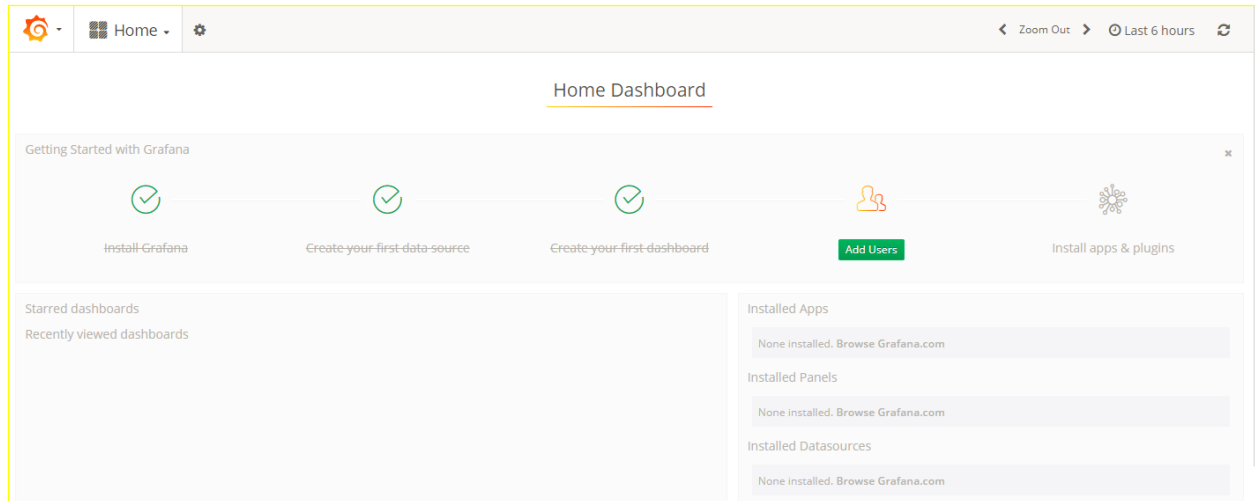 Home
Zoom Out
Last 6 hours
Home Dashboard
Getting Started with Grafana
Install Grafana
Create your first data source
Create your first dashboard
Add Users
Install apps & plugins
Starred dashboards
Recently viewed dashboards
Installed Apps
None installed. Browse Grafana.com
Installed Panels
None installed. Browse Grafana.com
Installed Datasources
None installed. Browse Grafana.com